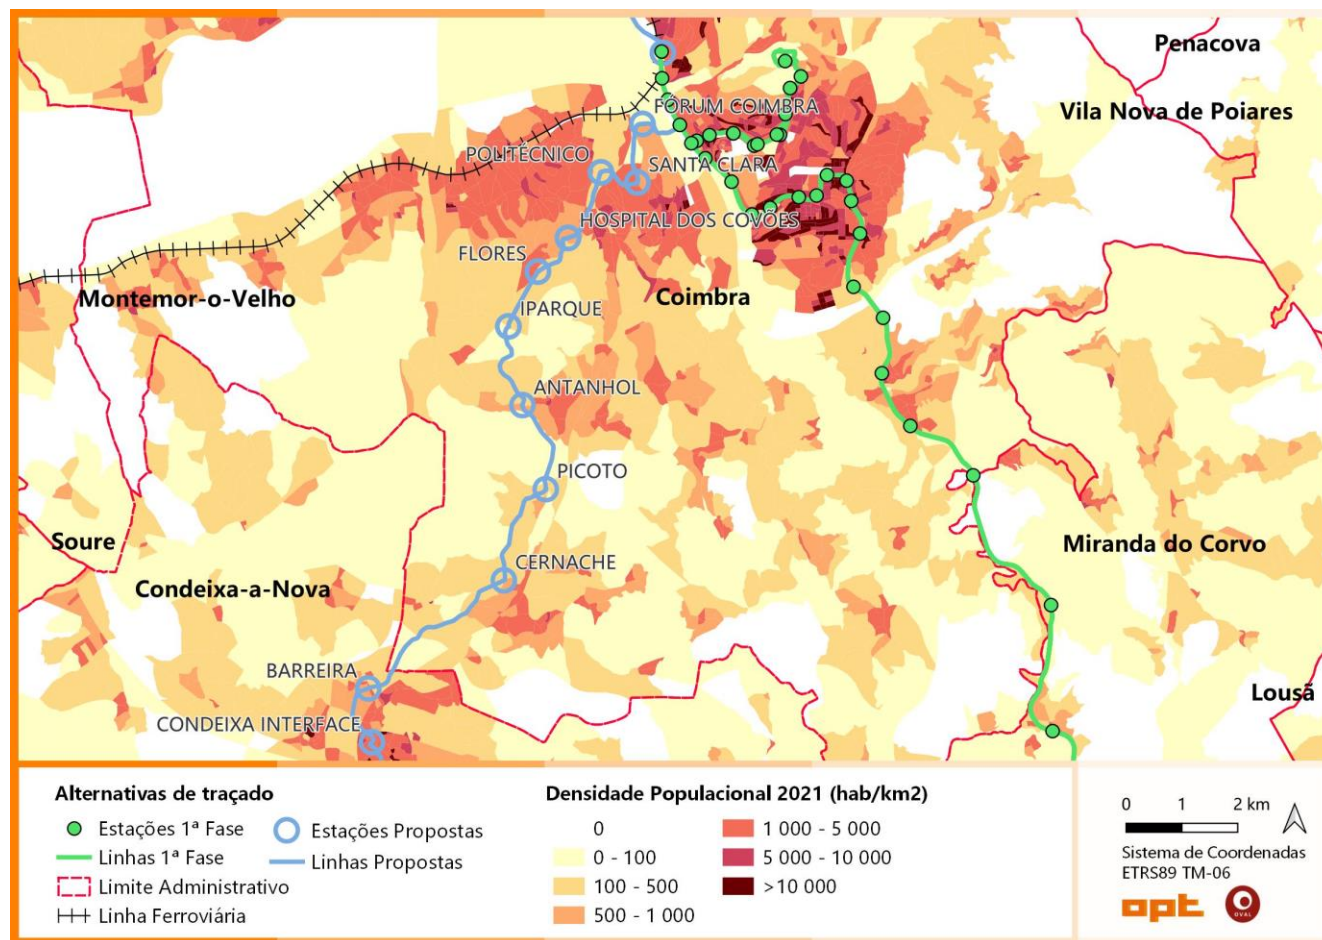 Penacova
FÓRUM COIMBRA
Vila Nova de Poiares
POLITÉCNICO
SANTA CLARA
HOSPITAL DOS COVÕES
FLORES
Montemor-o-Velho
Coimbra
IPARQUE
ANTANHOL
PICOTO
Soure
Miranda do Corvo
CERNACHE
Condeixa-a-Nova
BARREIRA
Lousã
CONDEIXA INTERFACE
Alternativas de traçado
Estações 1ª Fase
Estações Propostas
Linhas 1ª Fase
Linhas Propostas
Limite Administrativo
Linha Ferroviária
Densidade Populacional 2021 (hab/km2)
0
0 - 100
100 - 500
500 - 1 000
1 000 - 5 000
5 000 - 10 000
>10 000
0 1 2 km
Sistema de Coordenadas
ETRS89 TM-06
opt
OVAL